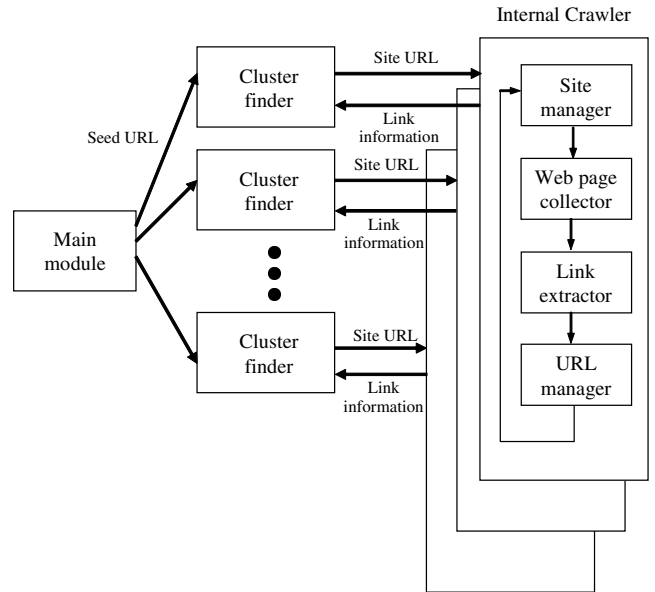 Internal Crawler
Cluster
finder
Site URL
Link
information
Site
manager
Seed URL
Cluster
finder
Site URL
Link
information
Web page
collector
Main
module
Link
extractor
Cluster
finder
Site URL
Link
information
URL
manager